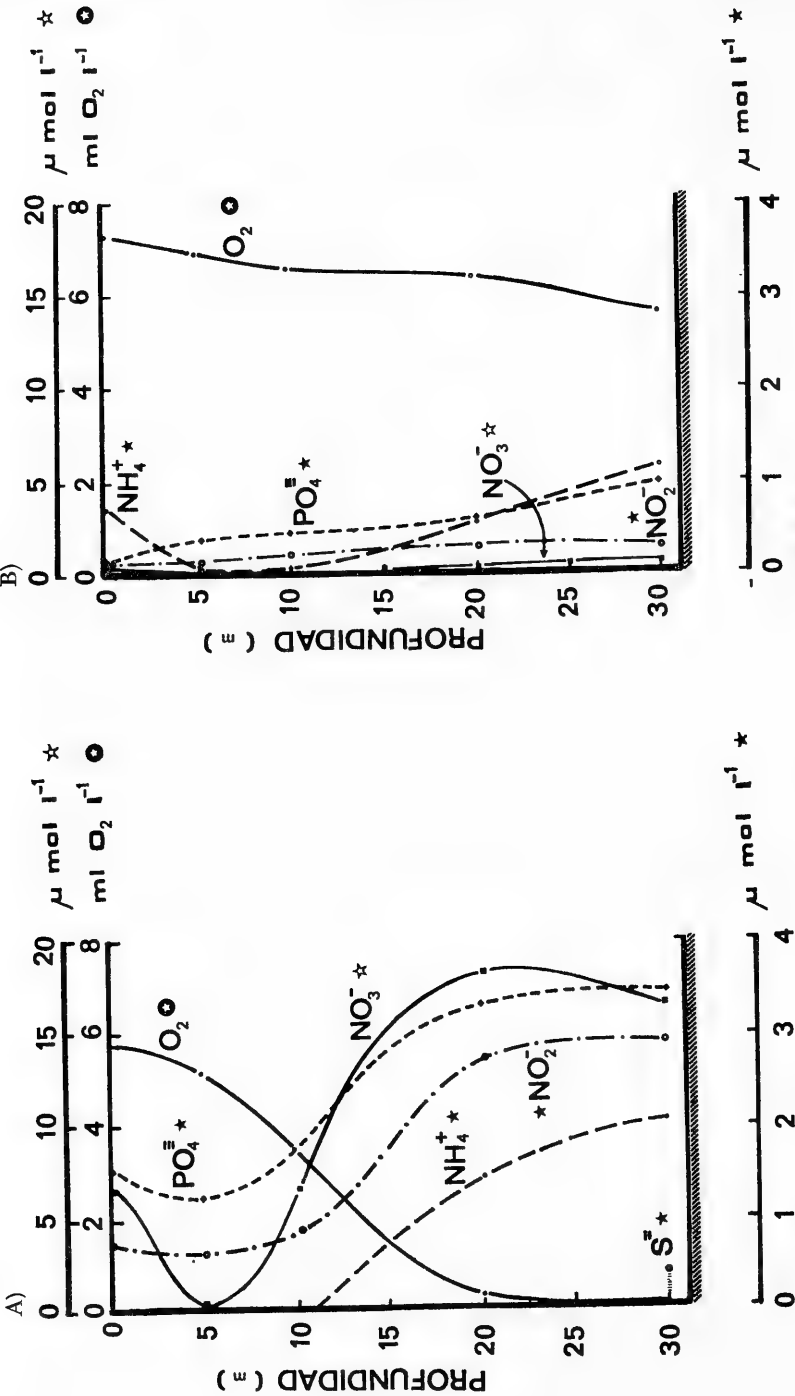 A)
µ mol l⁻¹ ☆
ml O₂ l⁻¹ ✪
0 5 10 15 20
0 2 4 6 8
O₂ ✪
PO₄≡ ★
NO₃⁻ ☆
NH₄⁺ ★
★ NO₂⁻
S⁼ ★
0 5 10 15 20 25 30
PROFUNDIDAD (m)
0 1 2 3 4
µ mol l⁻¹ ★
B)
µ mol l⁻¹ ☆
ml O₂ l⁻¹ ✪
0 5 10 15 20
0 2 4 6 8
O₂ ✪
NH₄⁺ ★
PO₄≡ ★
NO₃⁻ ☆
★ NO₂⁻
0 5 10 15 20 25 30
PROFUNDIDAD (m)
0 1 2 3 4
µ mol l⁻¹ ★